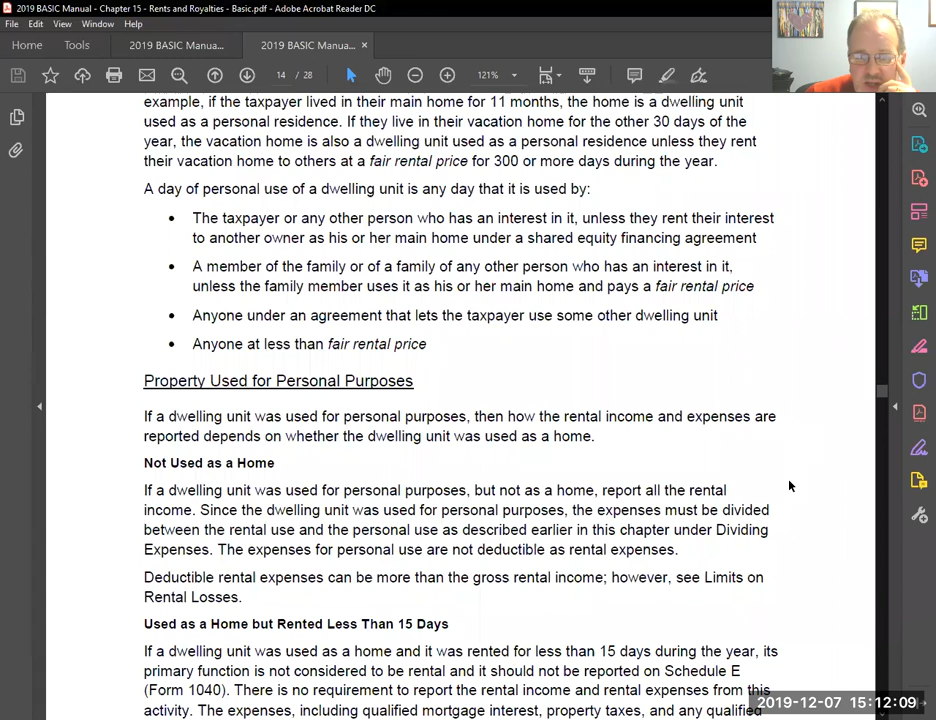 2019 BASIC Manual - Chapter 15 - Rents and Royalties - Basic.pdf - Adobe Acrobat Reader DC
File Edit View Window Help
Home Tools 2019 BASIC Manua... 2019 BASIC Manua... ×
14 / 28 121%
example, if the taxpayer lived in their main home for 11 months, the home is a dwelling unit
used as a personal residence. If they live in their vacation home for the other 30 days of the
year, the vacation home is also a dwelling unit used as a personal residence unless they rent
their vacation home to others at a fair rental price for 300 or more days during the year.
A day of personal use of a dwelling unit is any day that it is used by:
• The taxpayer or any other person who has an interest in it, unless they rent their interest
to another owner as his or her main home under a shared equity financing agreement
• A member of the family or of a family of any other person who has an interest in it,
unless the family member uses it as his or her main home and pays a fair rental price
• Anyone under an agreement that lets the taxpayer use some other dwelling unit
• Anyone at less than fair rental price
Property Used for Personal Purposes
If a dwelling unit was used for personal purposes, then how the rental income and expenses are
reported depends on whether the dwelling unit was used as a home.
Not Used as a Home
If a dwelling unit was used for personal purposes, but not as a home, report all the rental
income. Since the dwelling unit was used for personal purposes, the expenses must be divided
between the rental use and the personal use as described earlier in this chapter under Dividing
Expenses. The expenses for personal use are not deductible as rental expenses.
Deductible rental expenses can be more than the gross rental income; however, see Limits on
Rental Losses.
Used as a Home but Rented Less Than 15 Days
If a dwelling unit was used as a home and it was rented for less than 15 days during the year, its
primary function is not considered to be rental and it should not be reported on Schedule E
(Form 1040). There is no requirement to report the rental income and rental expenses from this
activity. The expenses, including qualified mortgage interest, property taxes, and any qualified
2019-12-07 15:12:09